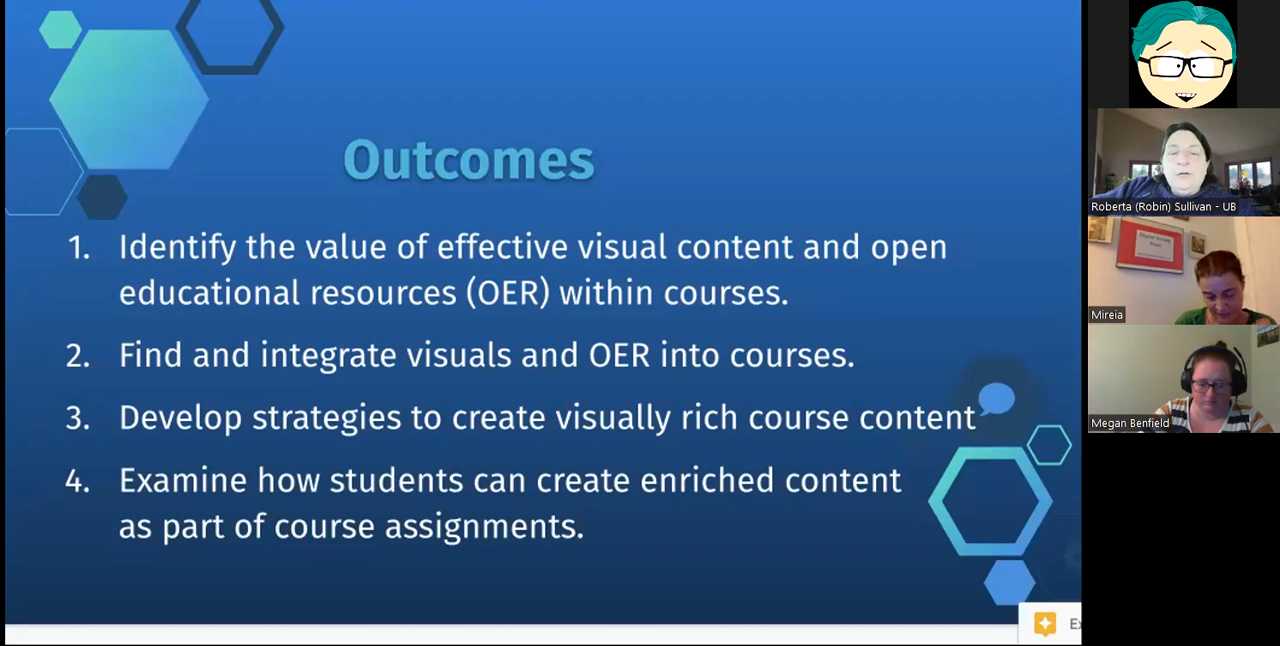 Outcomes
1. Identify the value of effective visual content and open
educational resources (OER) within courses.
2. Find and integrate visuals and OER into courses.
3. Develop strategies to create visually rich course content
4. Examine how students can create enriched content
as part of course assignments.
Roberta (Robin) Sullivan - UB
Mireia
Megan Benfield